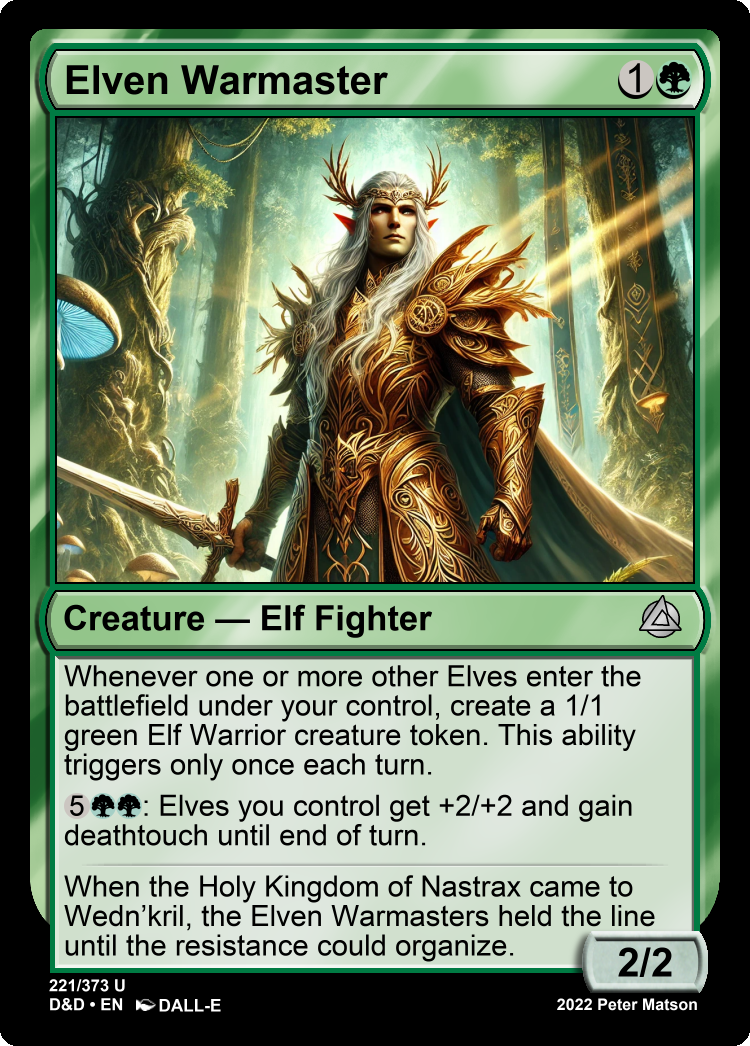 Elven Warmaster 1
Creature — Elf Fighter
Whenever one or more other Elves enter the
battlefield under your control, create a 1/1
green Elf Warrior creature token. This ability
triggers only once each turn.
5: Elves you control get +2/+2 and gain
deathtouch until end of turn.
When the Holy Kingdom of Nastrax came to
Wedn'kril, the Elven Warmasters held the line
until the resistance could organize.
2/2
221/373 U
D&D • EN DALL-E
2022 Peter Matson